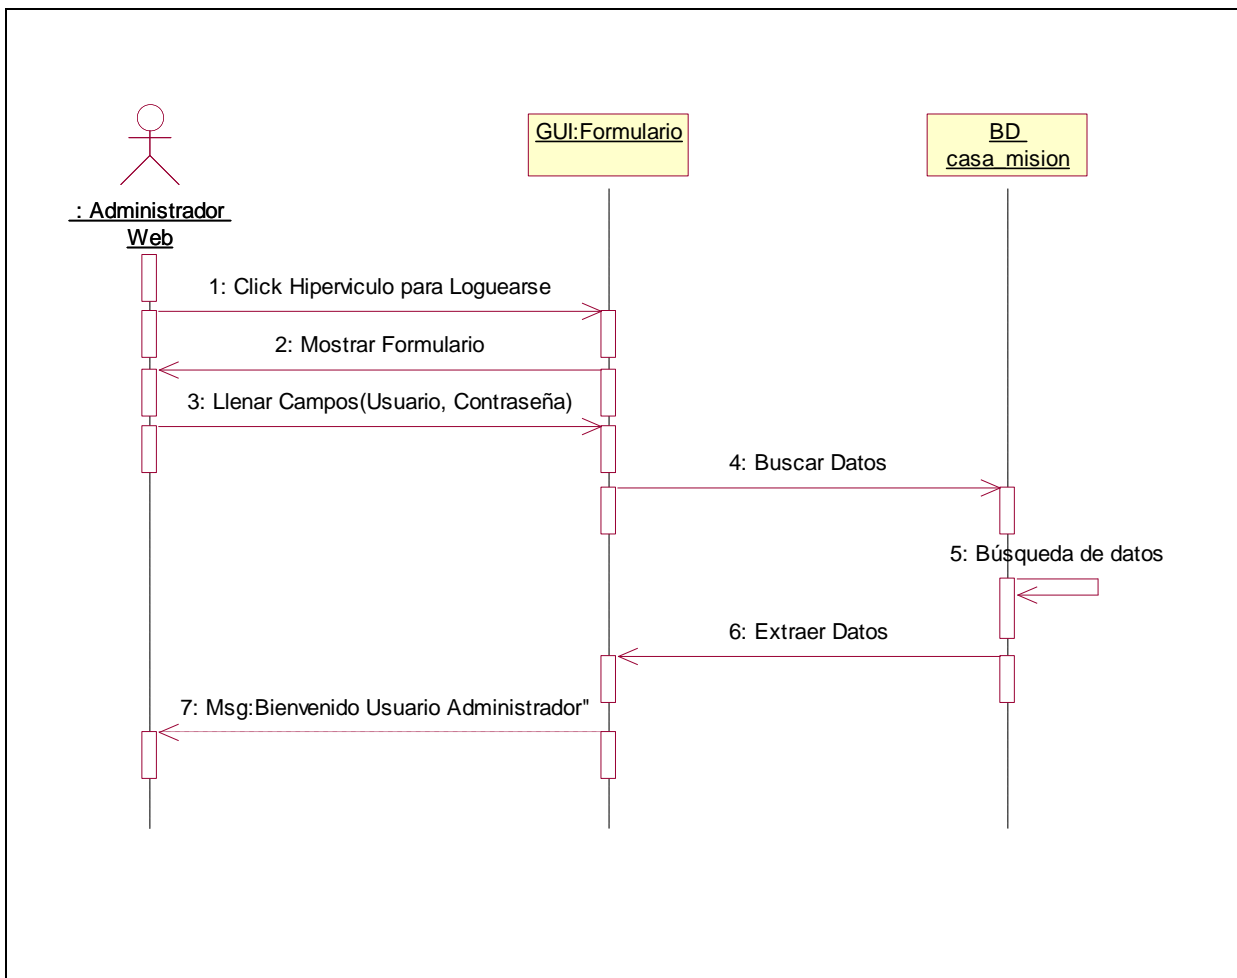 GUI:Formulario
BD
casa_mision
: Administrador
Web
1: Click Hiperviculo para Loguearse
2: Mostrar Formulario
3: Llenar Campos(Usuario, Contraseña)
4: Buscar Datos
5: Búsqueda de datos
6: Extraer Datos
7: Msg:Bienvenido Usuario Administrador"